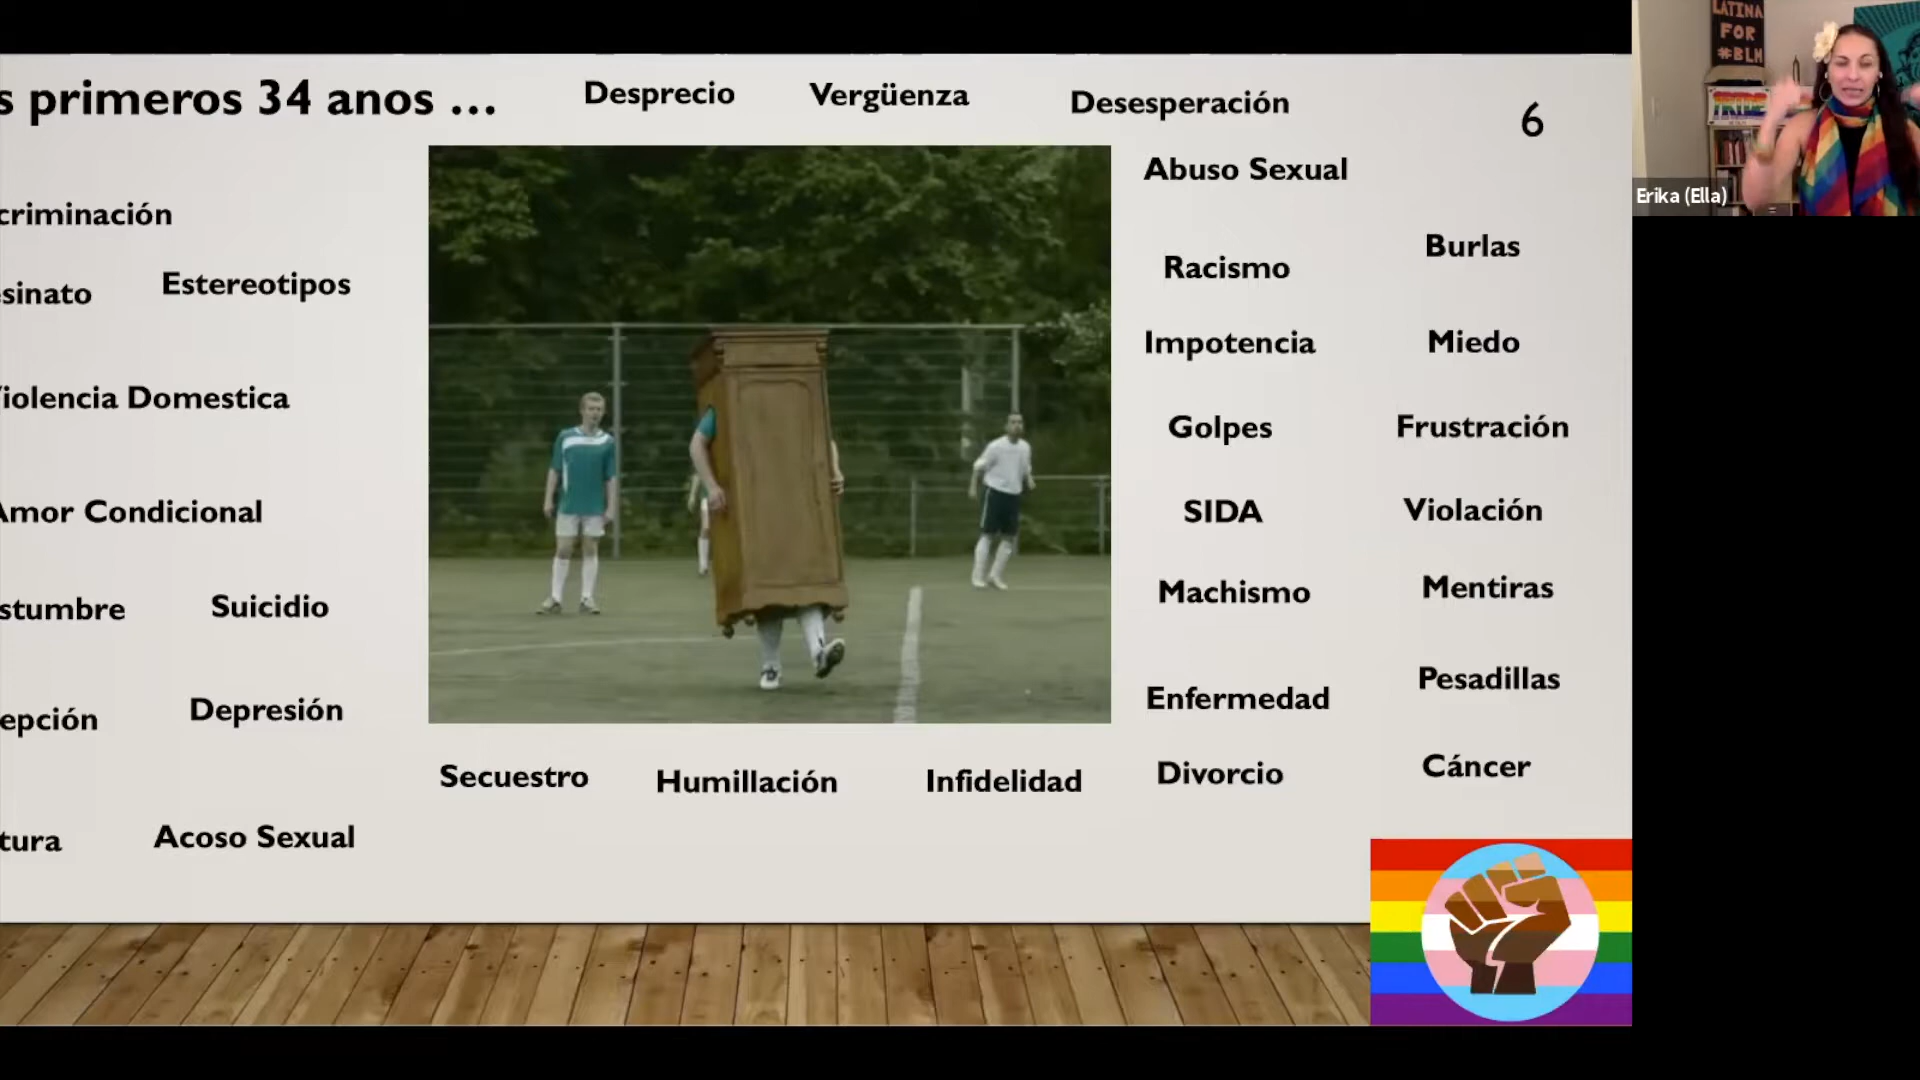 s primeros 34 anos ...
Desprecio
Vergüenza
Desesperación
6
criminación
sinato
Estereotipos
iolencia Domestica
Amor Condicional
stumbre
Suicidio
epción
Depresión
tura
Acoso Sexual
Abuso Sexual
Racismo
Burlas
Impotencia
Miedo
Golpes
Frustración
SIDA
Violación
Machismo
Mentiras
Enfermedad
Pesadillas
Divorcio
Cáncer
Secuestro
Humillación
Infidelidad
LATINA
FOR
#BLM
PRIDE
Erika (Ella)